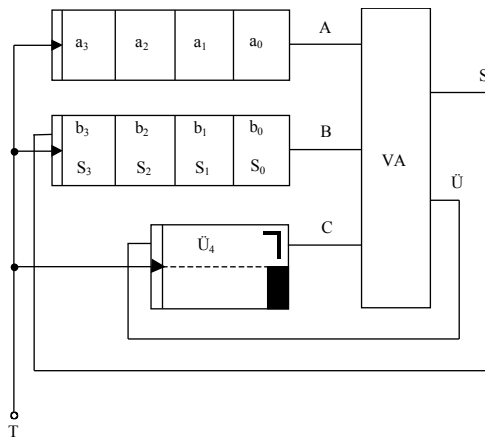 A
a₃ a₂ a₁ a₀
S
b₃ b₂ b₁ b₀
B
VA
S₃ S₂ S₁ S₀
Ü
C
Ü₄
T